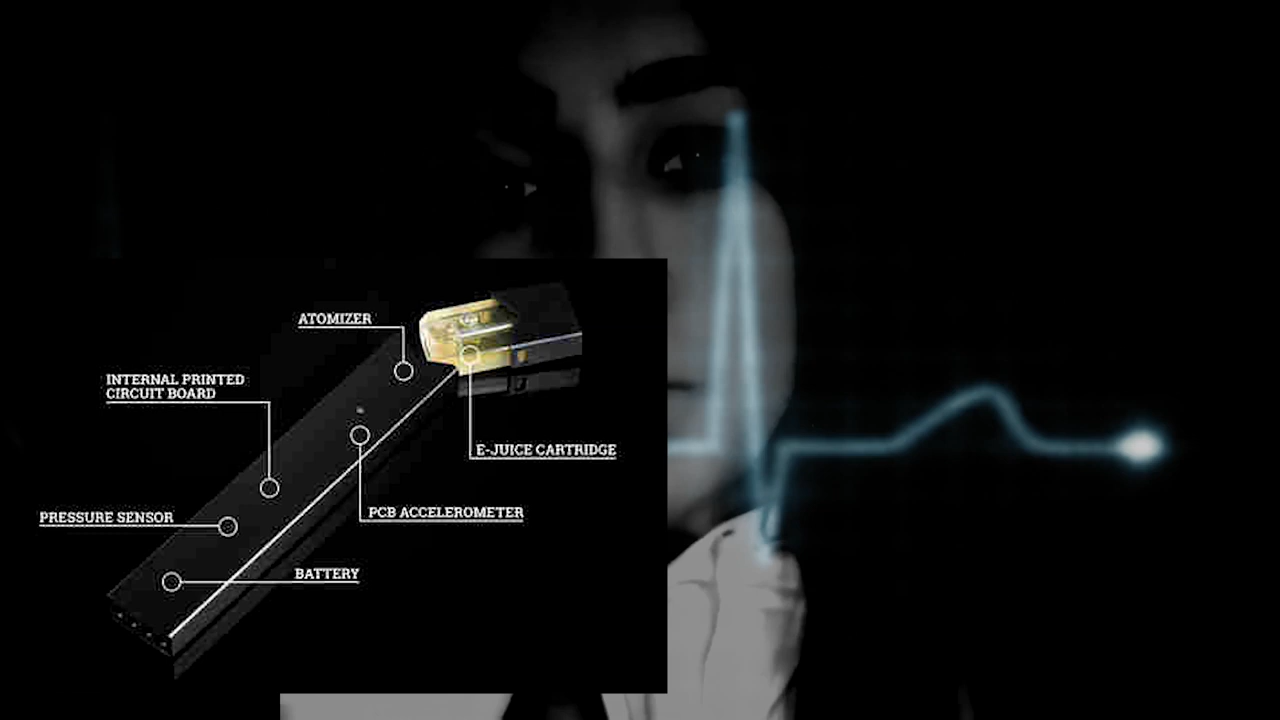 ATOMIZER
INTERNAL PRINTED
CIRCUIT BOARD
E-JUICE CARTRIDGE
PCB ACCELEROMETER
PRESSURE SENSOR
BATTERY